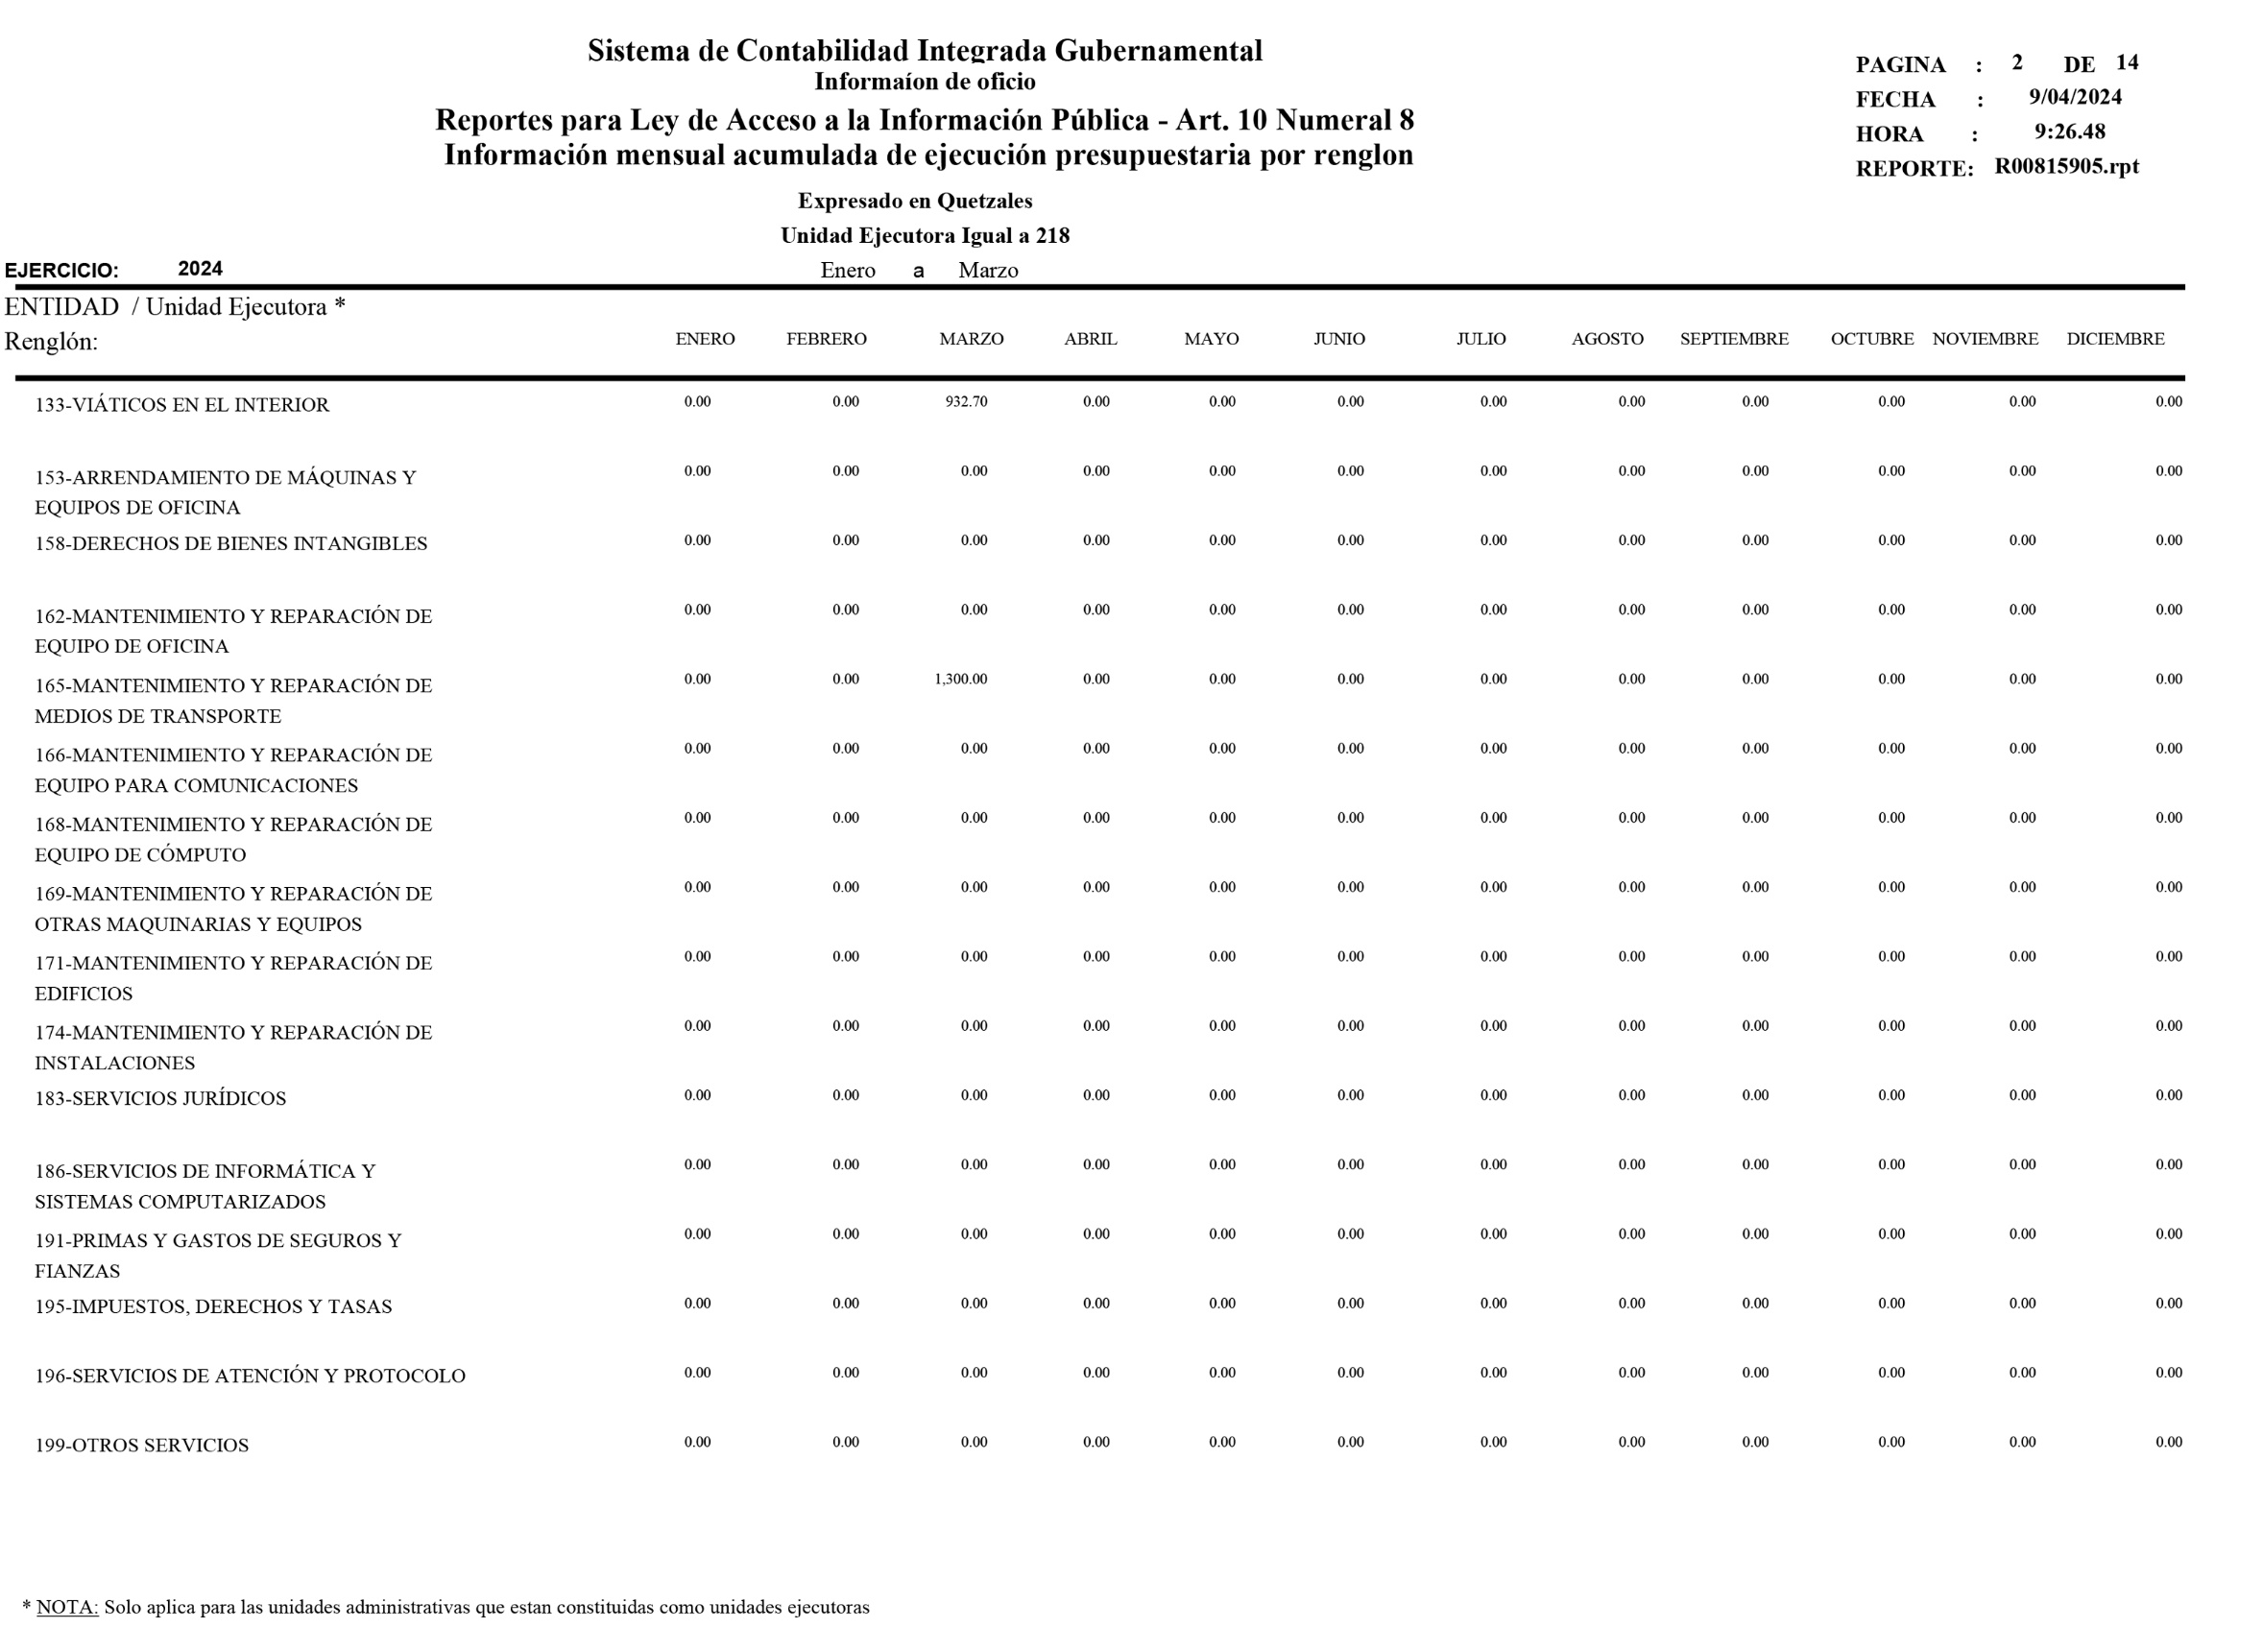 Sistema de Contabilidad Integrada Gubernamental
Informaíon de oficio
Reportes para Ley de Acceso a la Información Pública - Art. 10 Numeral 8
Información mensual acumulada de ejecución presupuestaria por renglon
Expresado en Quetzales
Unidad Ejecutora Igual a 218
PAGINA : 2 DE 14
FECHA : 9/04/2024
HORA : 9:26.48
REPORTE: R00815905.rpt
EJERCICIO: 2024 Enero a Marzo
ENTIDAD / Unidad Ejecutora *
Renglón: ENERO FEBRERO MARZO ABRIL MAYO JUNIO JULIO AGOSTO SEPTIEMBRE OCTUBRE NOVIEMBRE DICIEMBRE
133-VIÁTICOS EN EL INTERIOR 0.00 0.00 932.70 0.00 0.00 0.00 0.00 0.00 0.00 0.00 0.00 0.00
153-ARRENDAMIENTO DE MÁQUINAS Y 0.00 0.00 0.00 0.00 0.00 0.00 0.00 0.00 0.00 0.00 0.00 0.00
EQUIPOS DE OFICINA
158-DERECHOS DE BIENES INTANGIBLES 0.00 0.00 0.00 0.00 0.00 0.00 0.00 0.00 0.00 0.00 0.00 0.00
162-MANTENIMIENTO Y REPARACIÓN DE 0.00 0.00 0.00 0.00 0.00 0.00 0.00 0.00 0.00 0.00 0.00 0.00
EQUIPO DE OFICINA
165-MANTENIMIENTO Y REPARACIÓN DE 0.00 0.00 1,300.00 0.00 0.00 0.00 0.00 0.00 0.00 0.00 0.00 0.00
MEDIOS DE TRANSPORTE
166-MANTENIMIENTO Y REPARACIÓN DE 0.00 0.00 0.00 0.00 0.00 0.00 0.00 0.00 0.00 0.00 0.00 0.00
EQUIPO PARA COMUNICACIONES
168-MANTENIMIENTO Y REPARACIÓN DE 0.00 0.00 0.00 0.00 0.00 0.00 0.00 0.00 0.00 0.00 0.00 0.00
EQUIPO DE CÓMPUTO
169-MANTENIMIENTO Y REPARACIÓN DE 0.00 0.00 0.00 0.00 0.00 0.00 0.00 0.00 0.00 0.00 0.00 0.00
OTRAS MAQUINARIAS Y EQUIPOS
171-MANTENIMIENTO Y REPARACIÓN DE 0.00 0.00 0.00 0.00 0.00 0.00 0.00 0.00 0.00 0.00 0.00 0.00
EDIFICIOS
174-MANTENIMIENTO Y REPARACIÓN DE 0.00 0.00 0.00 0.00 0.00 0.00 0.00 0.00 0.00 0.00 0.00 0.00
INSTALACIONES
183-SERVICIOS JURÍDICOS 0.00 0.00 0.00 0.00 0.00 0.00 0.00 0.00 0.00 0.00 0.00 0.00
186-SERVICIOS DE INFORMÁTICA Y 0.00 0.00 0.00 0.00 0.00 0.00 0.00 0.00 0.00 0.00 0.00 0.00
SISTEMAS COMPUTARIZADOS
191-PRIMAS Y GASTOS DE SEGUROS Y 0.00 0.00 0.00 0.00 0.00 0.00 0.00 0.00 0.00 0.00 0.00 0.00
FIANZAS
195-IMPUESTOS, DERECHOS Y TASAS 0.00 0.00 0.00 0.00 0.00 0.00 0.00 0.00 0.00 0.00 0.00 0.00
196-SERVICIOS DE ATENCIÓN Y PROTOCOLO 0.00 0.00 0.00 0.00 0.00 0.00 0.00 0.00 0.00 0.00 0.00 0.00
199-OTROS SERVICIOS 0.00 0.00 0.00 0.00 0.00 0.00 0.00 0.00 0.00 0.00 0.00 0.00
* NOTA: Solo aplica para las unidades administrativas que estan constituidas como unidades ejecutoras